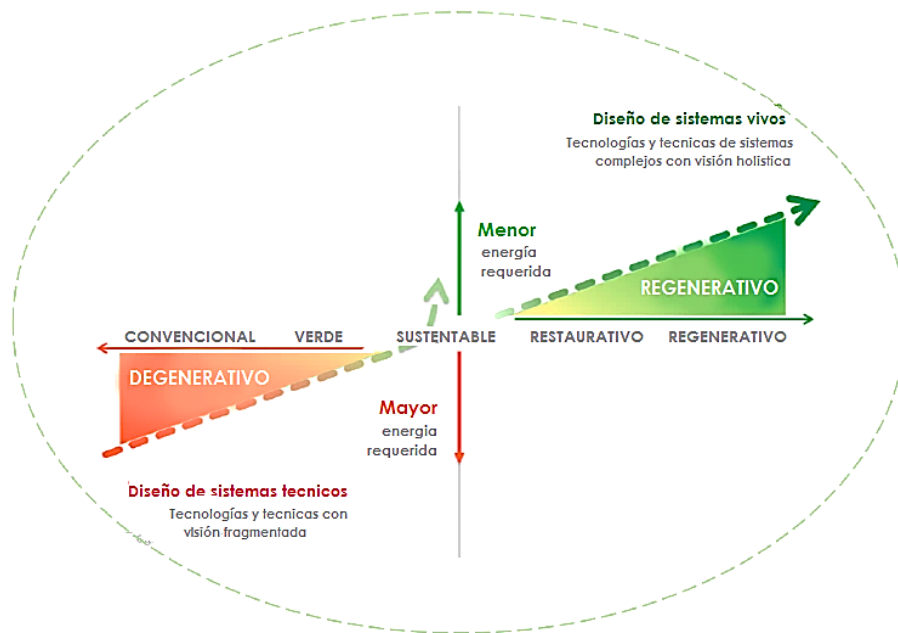 Diseño de sistemas vivos
Tecnologías y tecnicas de sistemas
complejos con visión holistica
Menor
energía
requerida
REGENERATIVO
CONVENCIONAL
VERDE
SUSTENTABLE
RESTAURATIVO
REGENERATIVO
DEGENERATIVO
Mayor
energia
requerida
Diseño de sistemas tecnicos
Tecnologías y tecnicas con
visión fragmentada